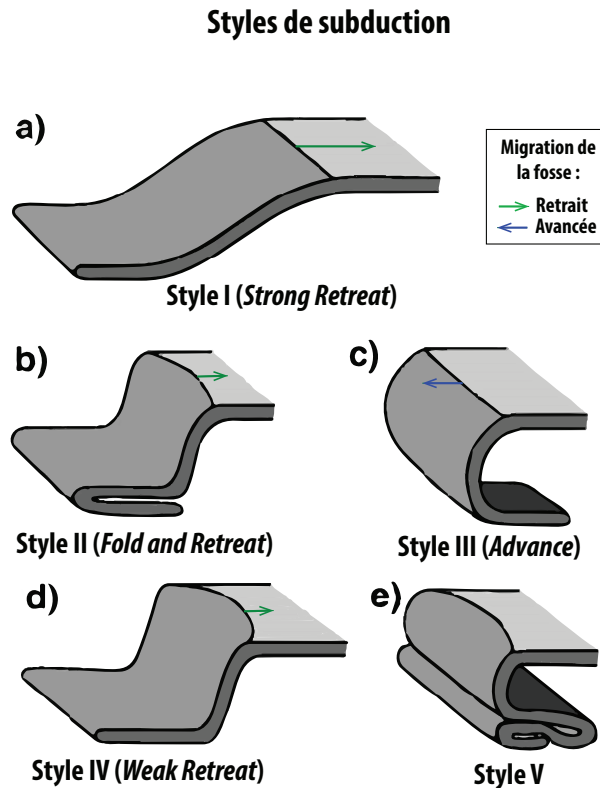 Styles de subduction
a)
Migration de
la fosse :
Retrait
Avancée
Style I (Strong Retreat)
b)
c)
Style II (Fold and Retreat)
Style III (Advance)
d)
e)
Style IV (Weak Retreat)
Style V